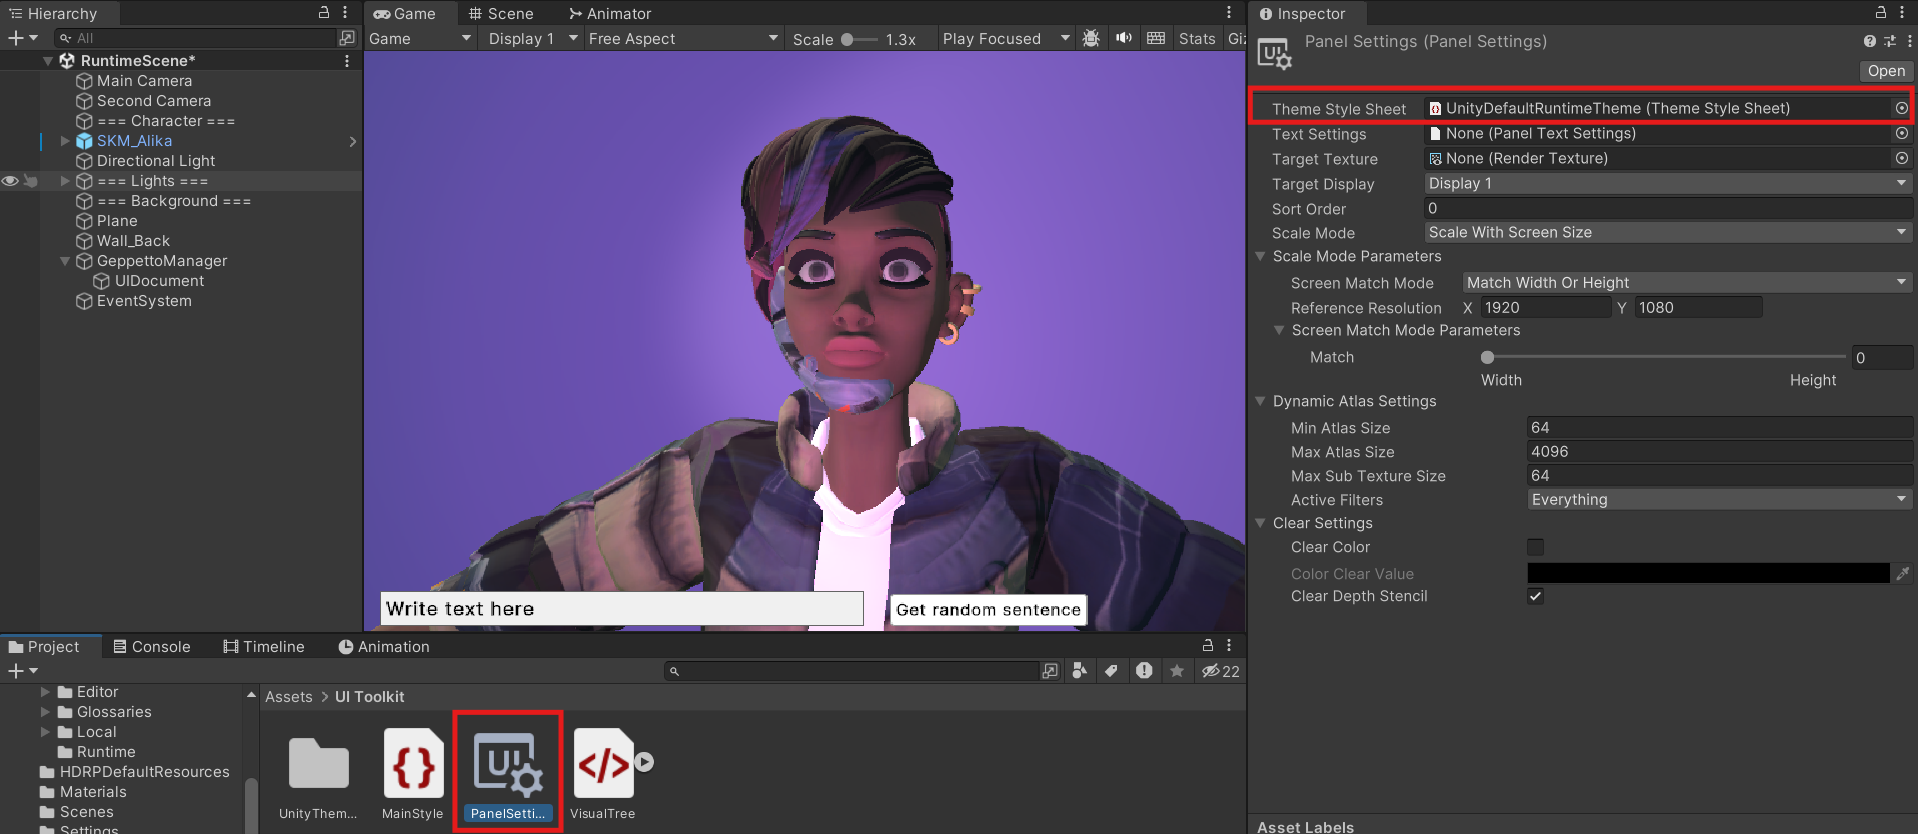 Hierarchy
All
RuntimeScene*
Main Camera
Second Camera
=== Character ===
SKM_Alika
Directional Light
=== Lights ===
=== Background ===
Plane
Wall_Back
GeppettoManager
UIDocument
EventSystem
Game Scene Animator
Game Display 1 Free Aspect Scale 1.3x Play Focused Stats Giz
Write text here
Get random sentence
Inspector
Panel Settings (Panel Settings)
Open
Theme Style Sheet UnityDefaultRuntimeTheme (Theme Style Sheet)
Text Settings None (Panel Text Settings)
Target Texture None (Render Texture)
Target Display Display 1
Sort Order 0
Scale Mode Scale With Screen Size
Scale Mode Parameters
Screen Match Mode Match Width Or Height
Reference Resolution X 1920 Y 1080
Screen Match Mode Parameters
Match 0
Width Height
Dynamic Atlas Settings
Min Atlas Size 64
Max Atlas Size 4096
Max Sub Texture Size 64
Active Filters Everything
Clear Settings
Clear Color
Color Clear Value
Clear Depth Stencil
Asset Labels
Project Console Timeline Animation
22
Editor
Glossaries
Local
Runtime
HDRPDefaultResources
Materials
Scenes
Settings
Assets > UI Toolkit
UnityThem...
MainStyle
PanelSetti...
VisualTree